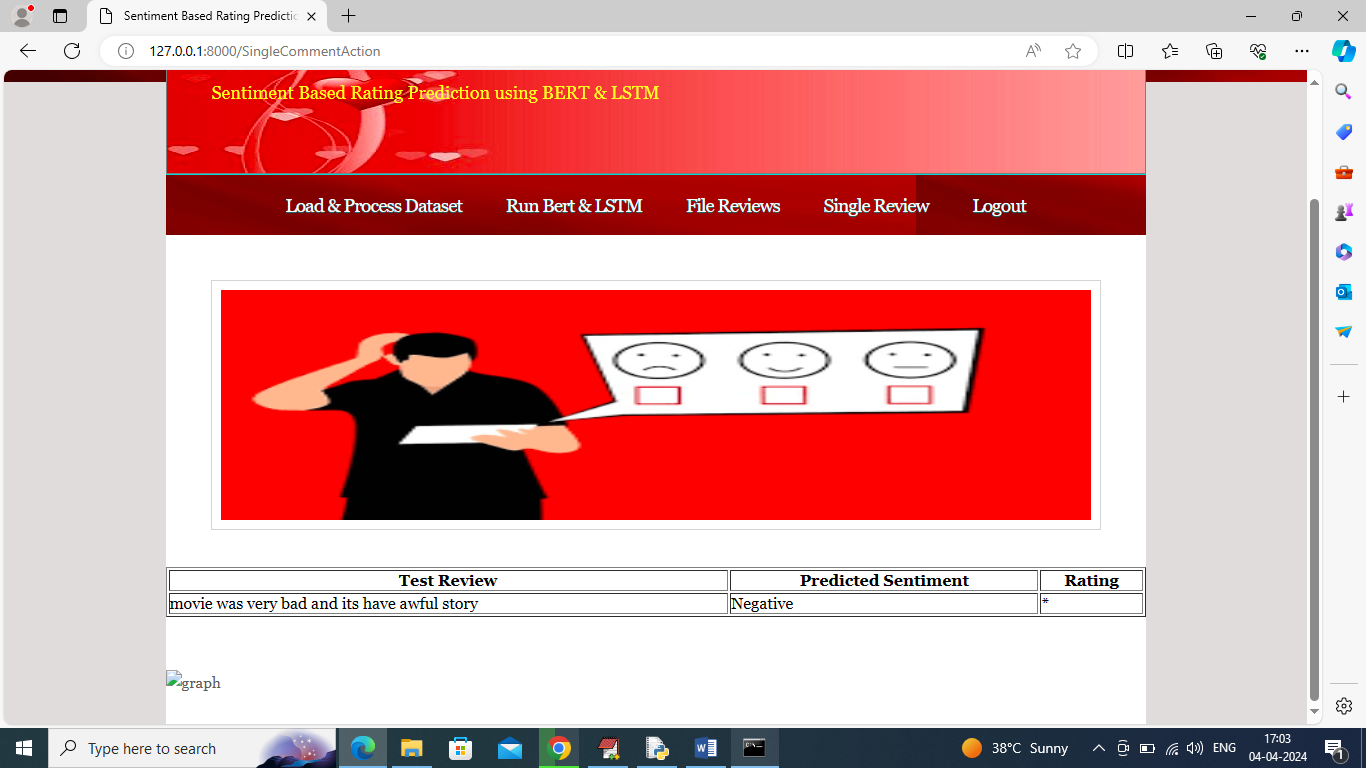 Sentiment Based Rating Predictic
127.0.0.1:8000/SingleCommentAction
Sentiment Based Rating Prediction using BERT & LSTM
Load & Process Dataset Run Bert & LSTM File Reviews Single Review Logout
Test Review Predicted Sentiment Rating
movie was very bad and its have awful story Negative *
graph
Type here to search 38°C Sunny ENG 17:03
04-04-2024 1